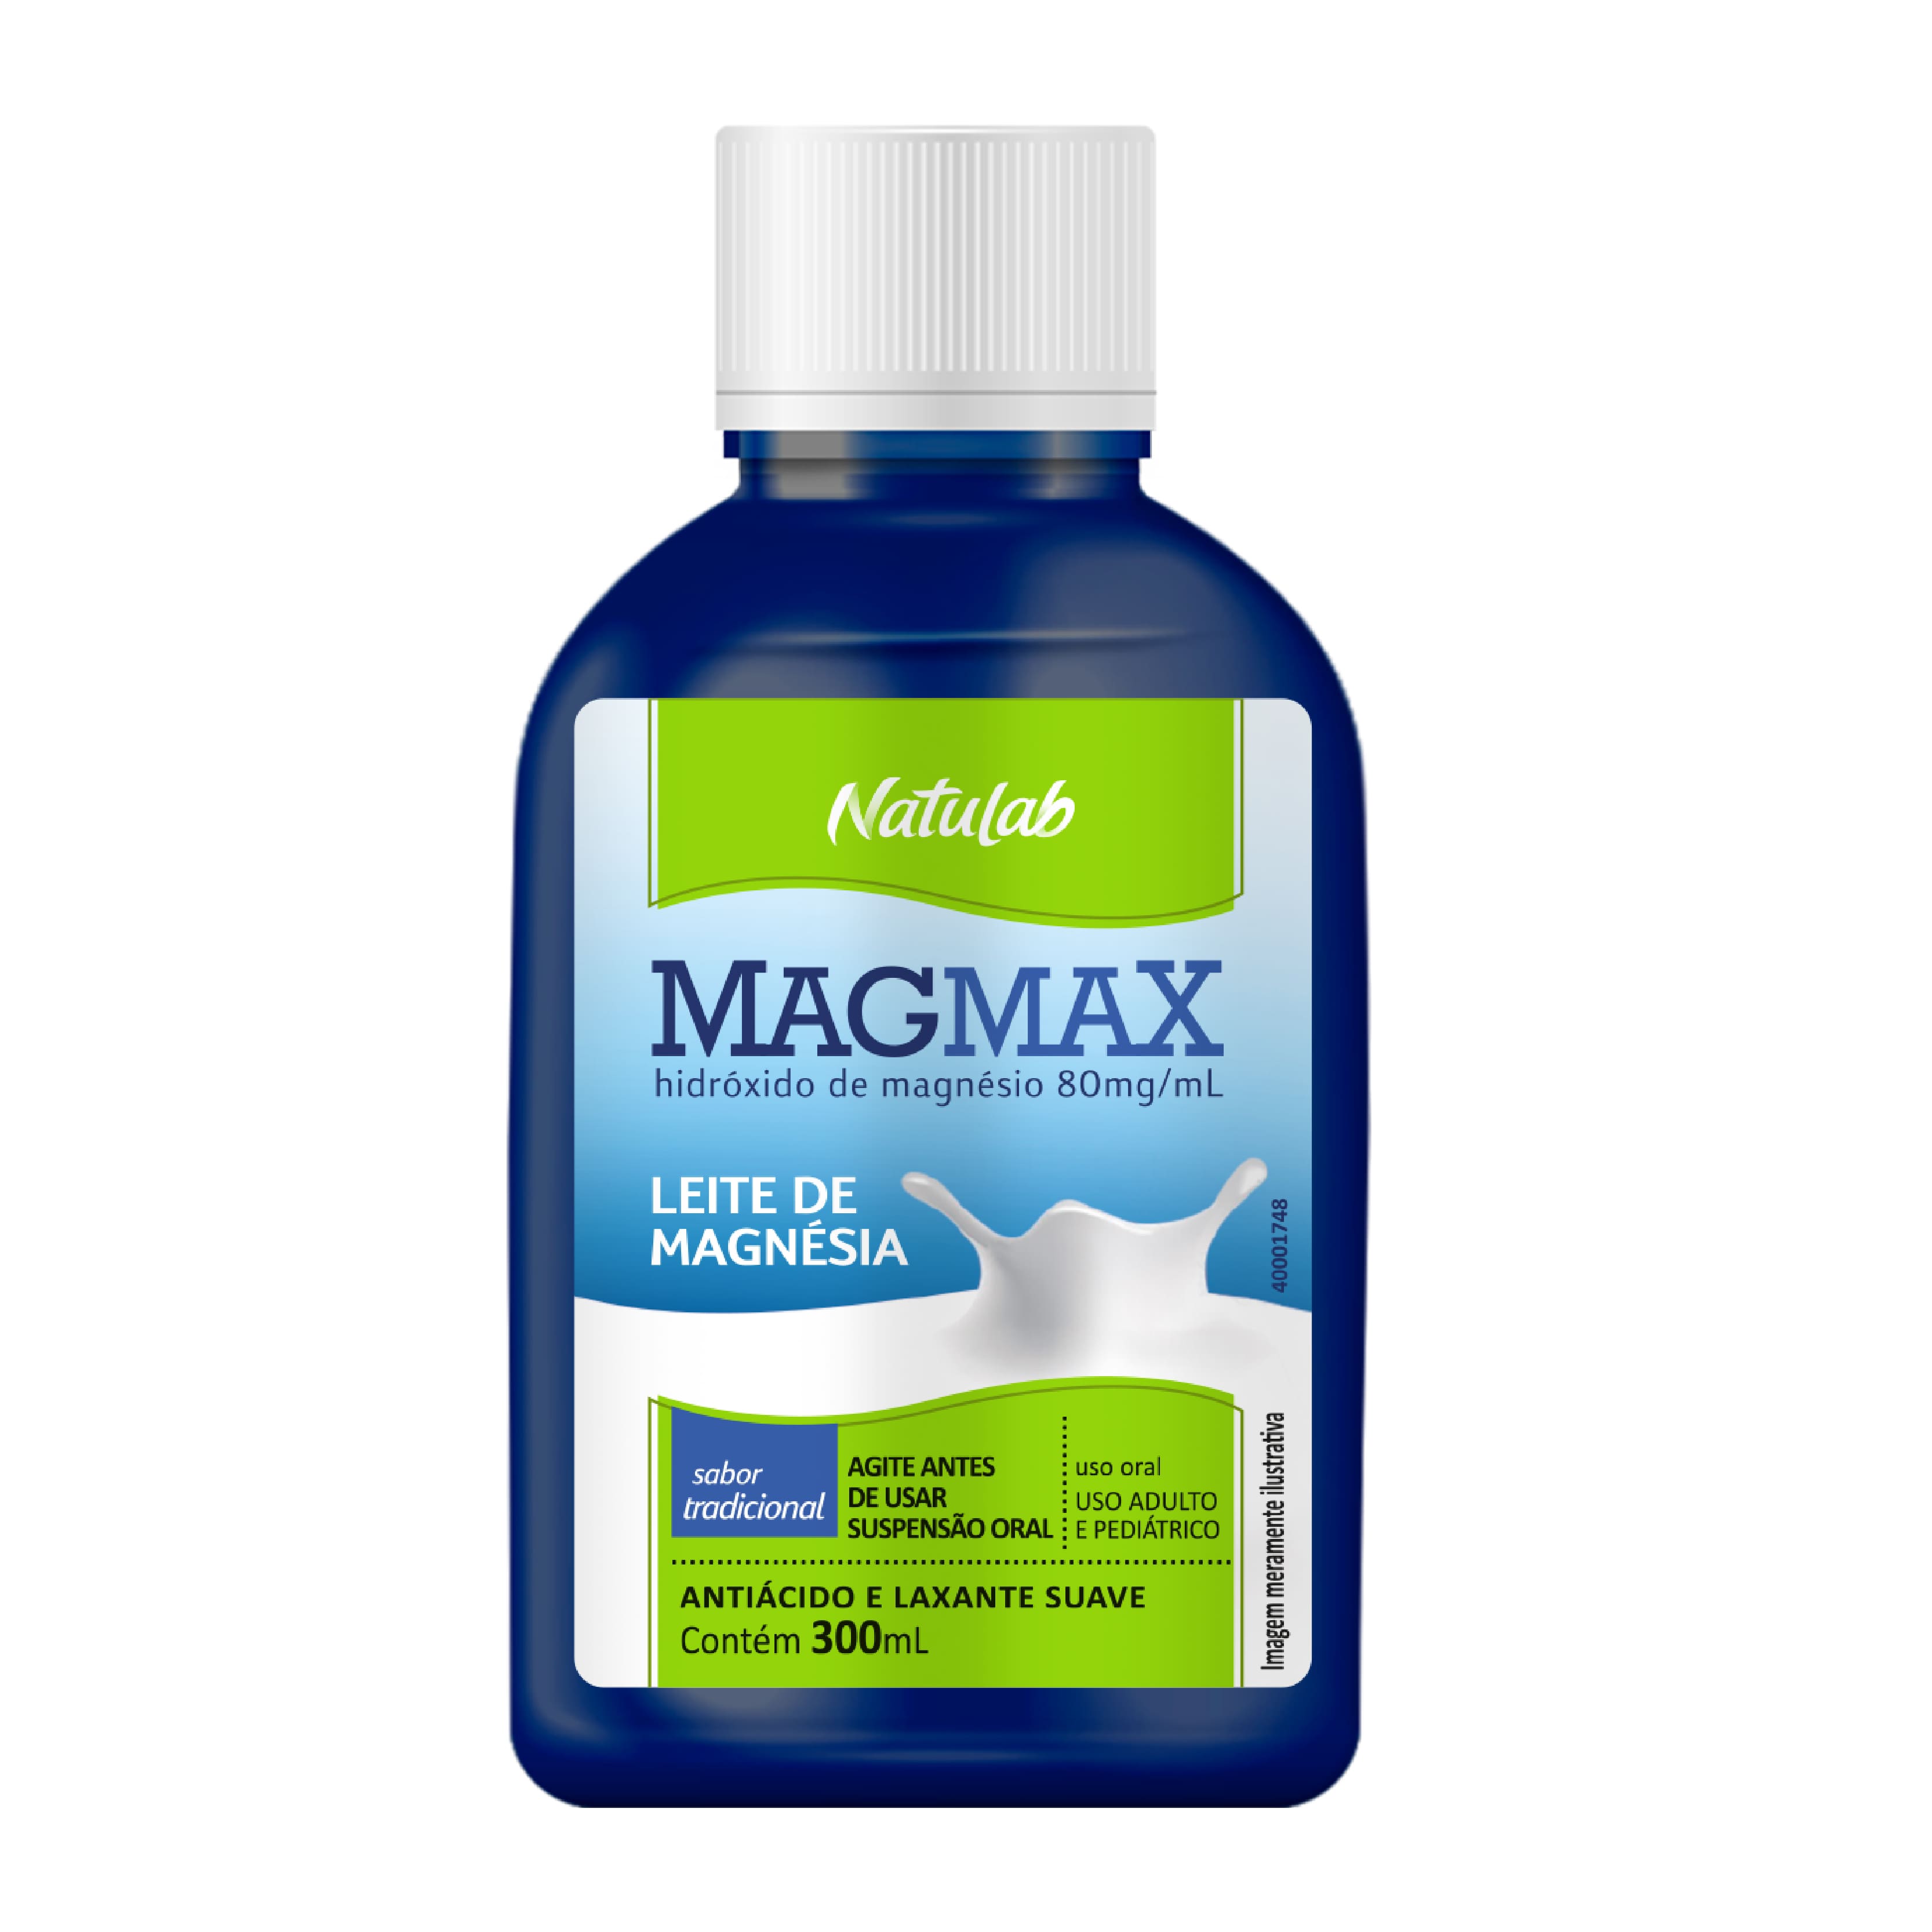 Natulab
MAGMAX
hidróxido de magnésio 80mg/mL
LEITE DE
MAGNÉSIA
40001748
sabor
tradicional
AGITE ANTES
DE USAR
SUSPENSÃO ORAL
uso oral
USO ADULTO
E PEDIÁTRICO
ANTIÁCIDO E LAXANTE SUAVE
Contém 300mL
Imagem meramente ilustrativa